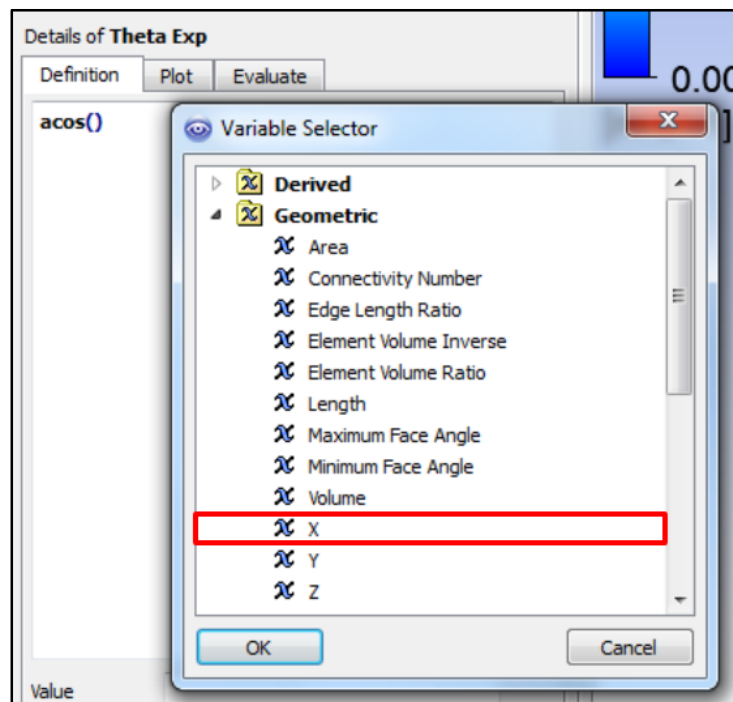 Details of Theta Exp
Definition Plot Evaluate
0.00
acos()
Variable Selector
]
Derived
Geometric
Area
Connectivity Number
Edge Length Ratio
Element Volume Inverse
Element Volume Ratio
Length
Maximum Face Angle
Minimum Face Angle
Volume
X
Y
Z
OK Cancel
Value